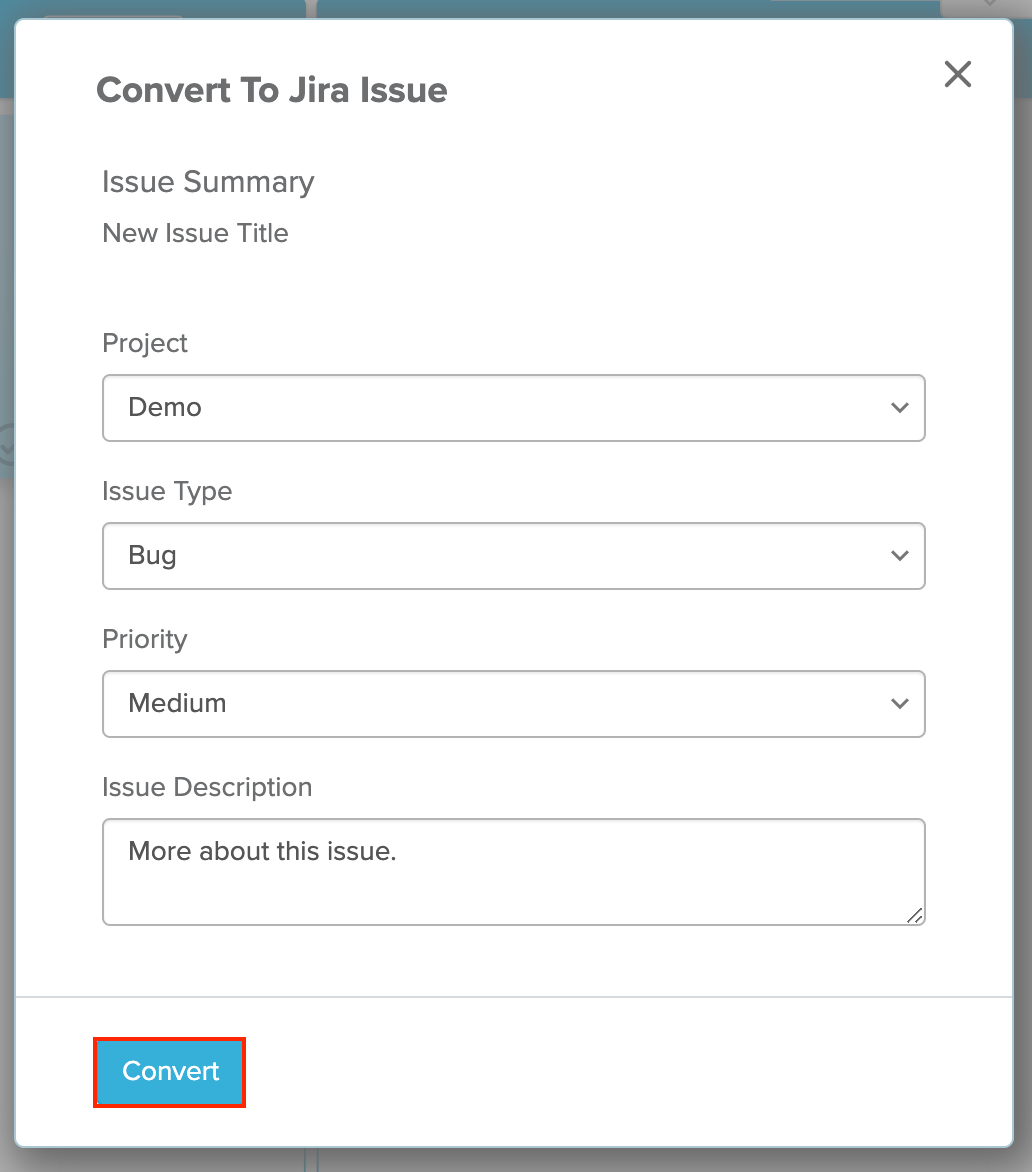 Convert To Jira Issue
Issue Summary
New Issue Title
Project
Demo
Issue Type
Bug
Priority
Medium
Issue Description
More about this issue.
Convert